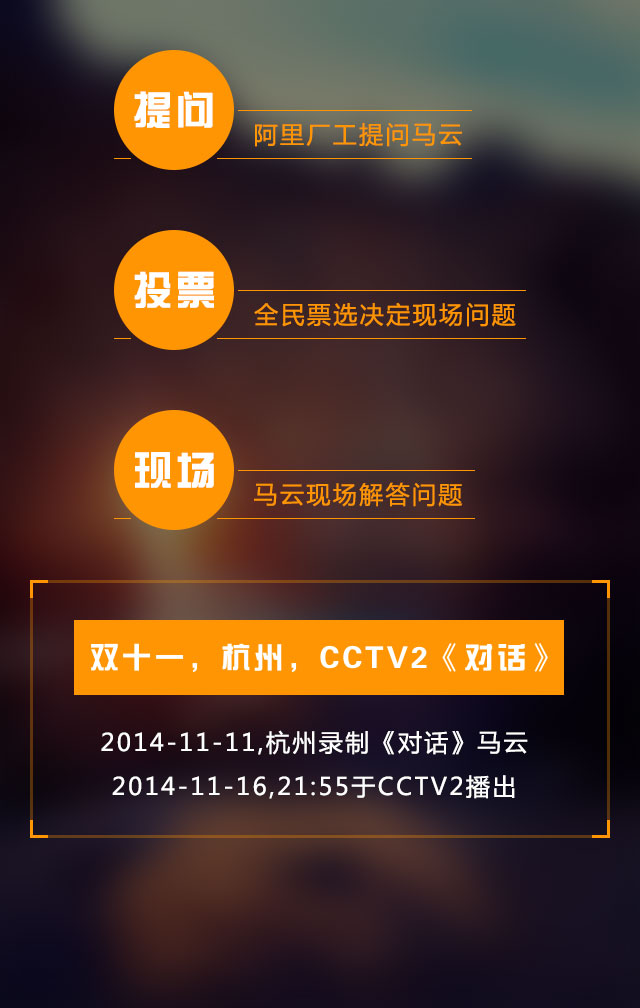 提问
阿里厂工提问马云
投票
全民票选决定现场问题
现场
马云现场解答问题
双十一，杭州，CCTV2《对话》
2014-11-11,杭州录制《对话》马云
2014-11-16,21:55于CCTV2播出